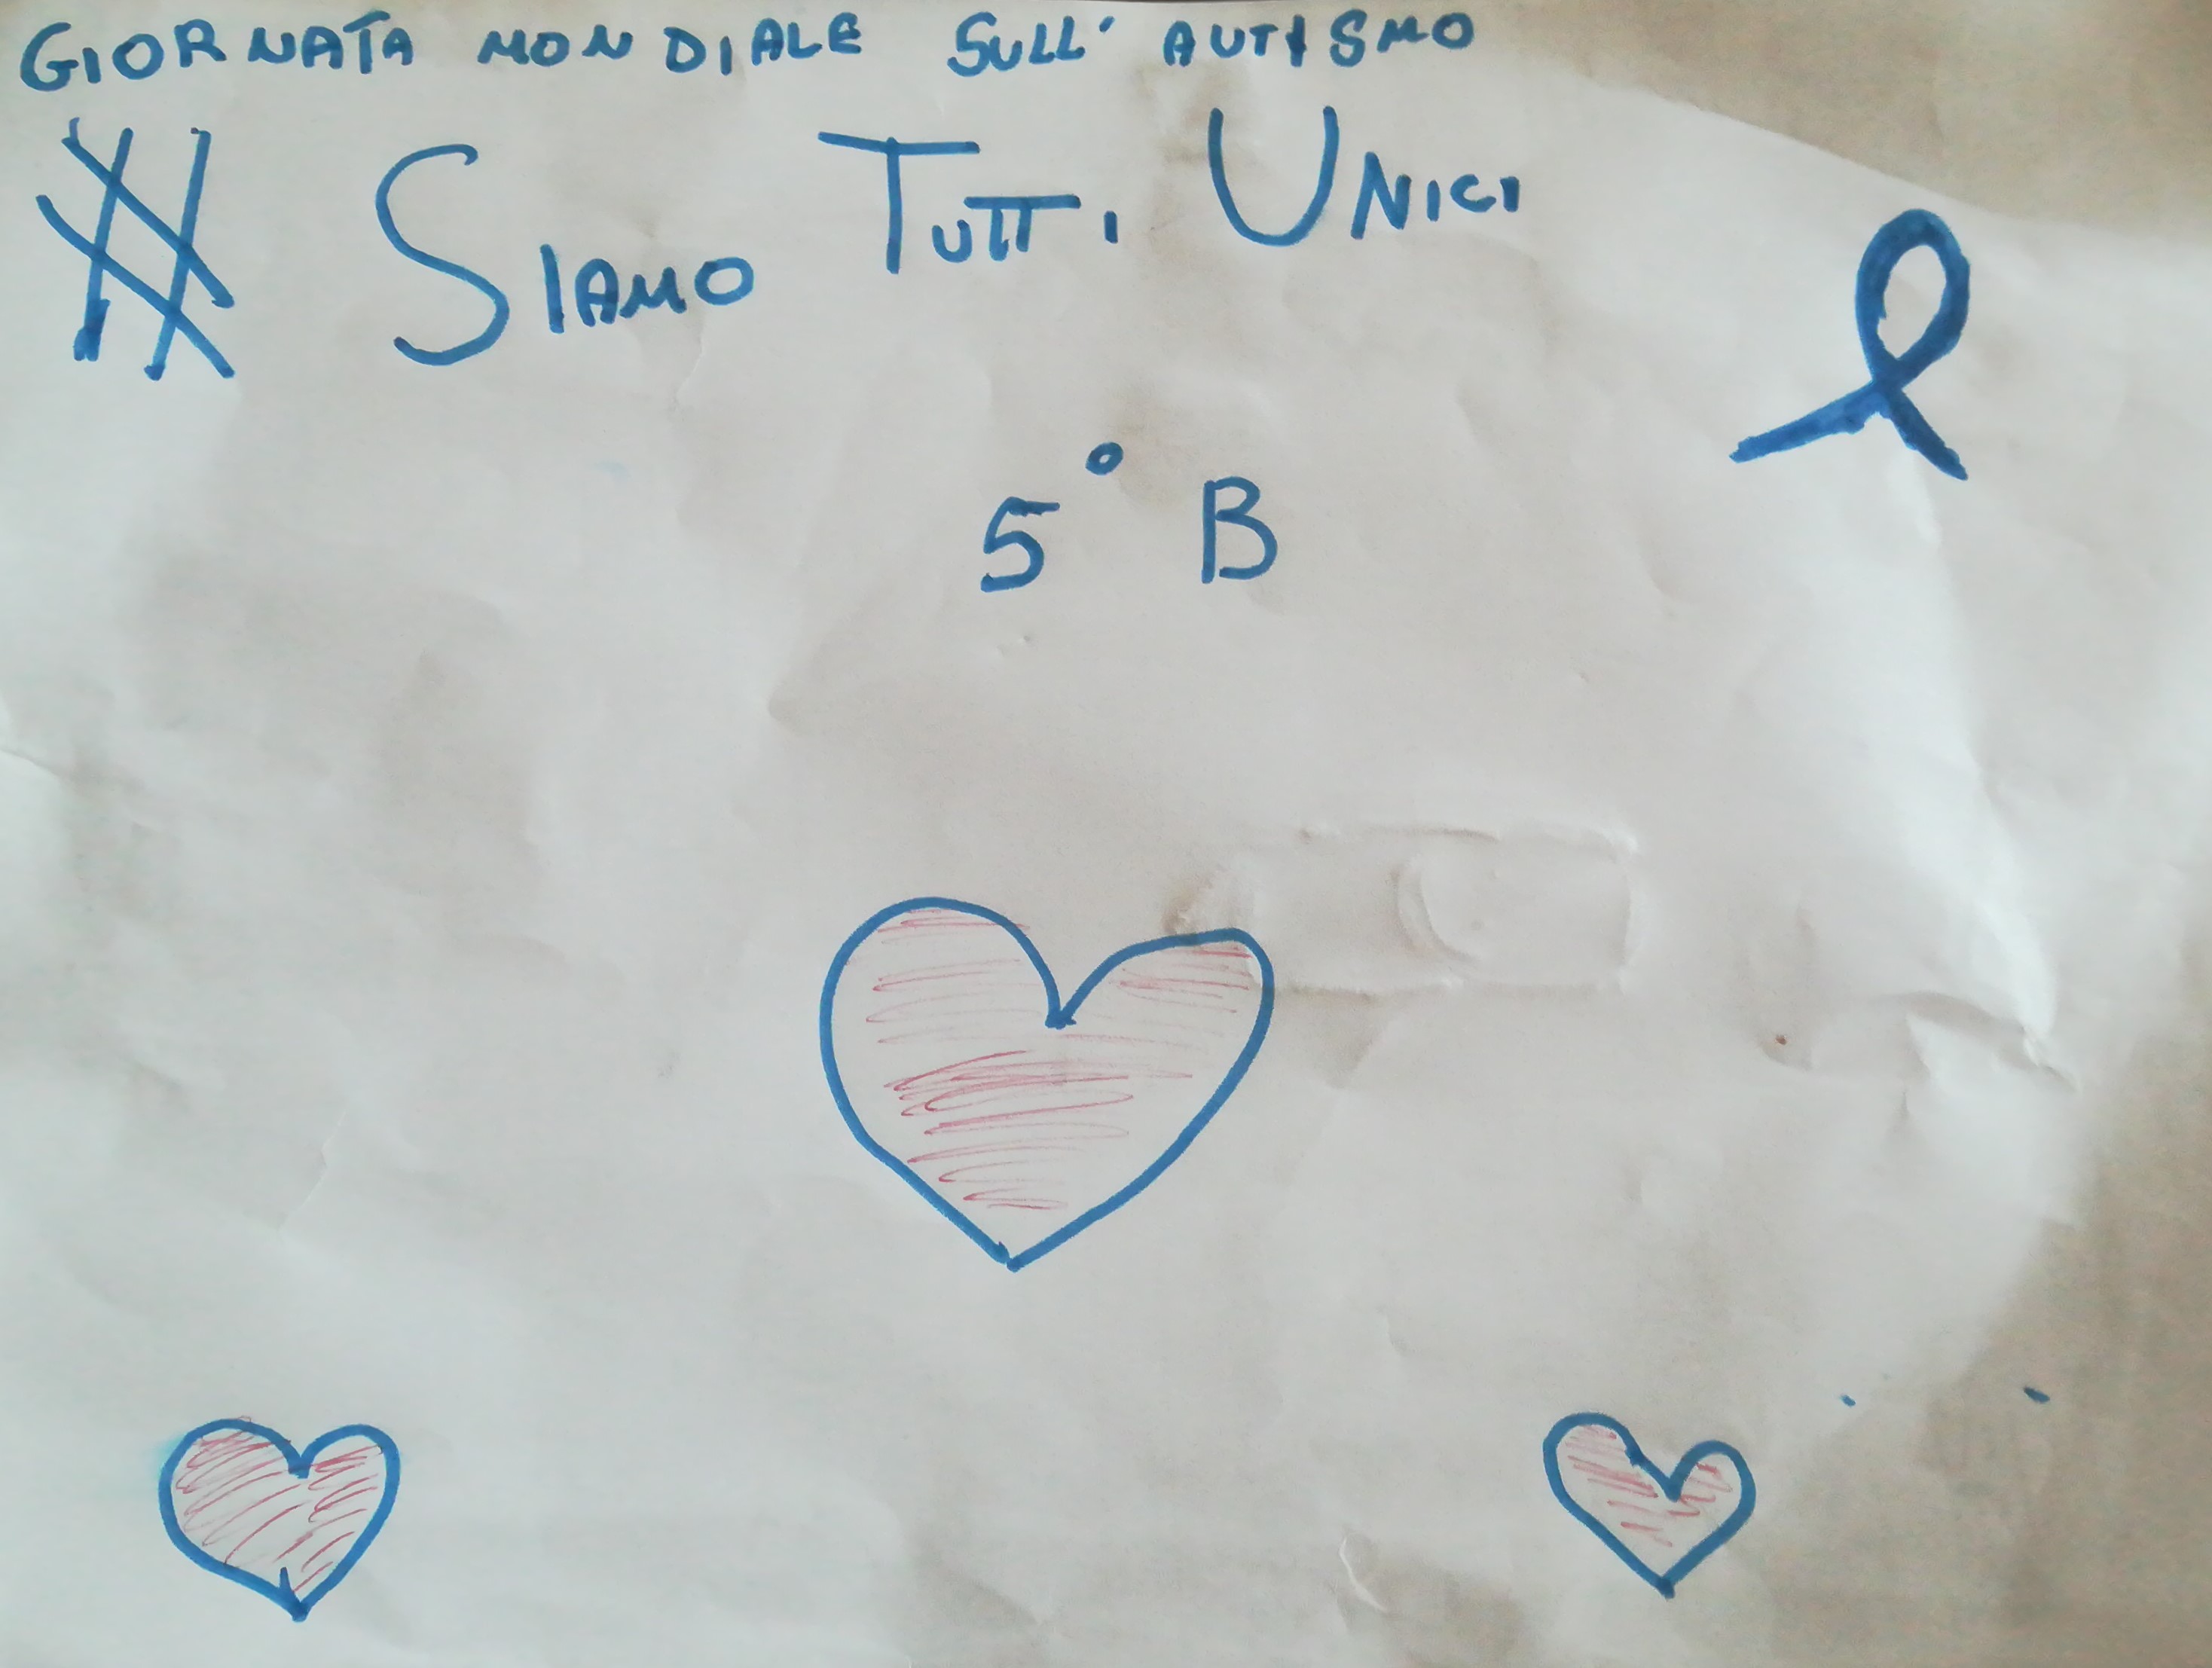 GIORNATA MONDIALE SULL' AUTISMO
# SIAMO TUTTI UNICI
5° B